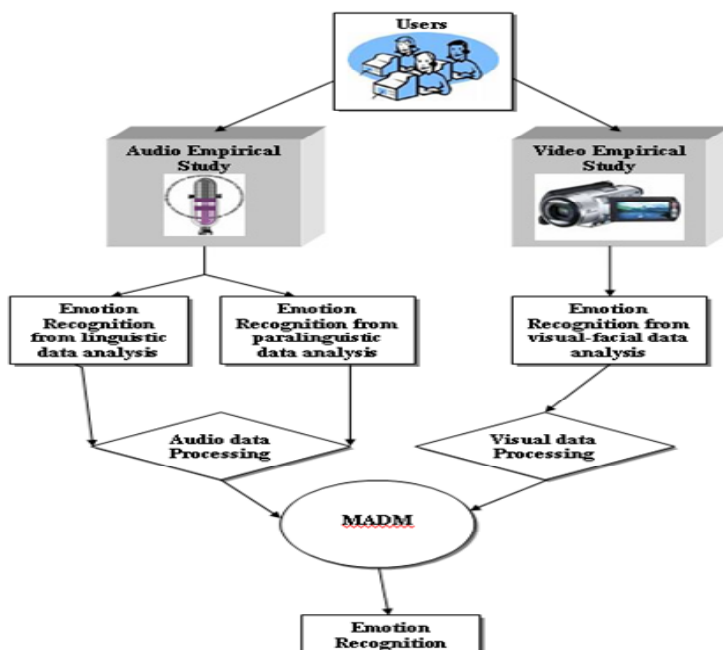 Users
Audio Empirical
Study
Video Empirical
Study
Emotion
Recognition
from linguistic
data analysis
Emotion
Recognition from
paralinguistic
data analysis
Emotion
Recognition from
visual-facial data
analysis
Audio data
Processing
Visual data
Processing
MADM
Emotion
Recognition